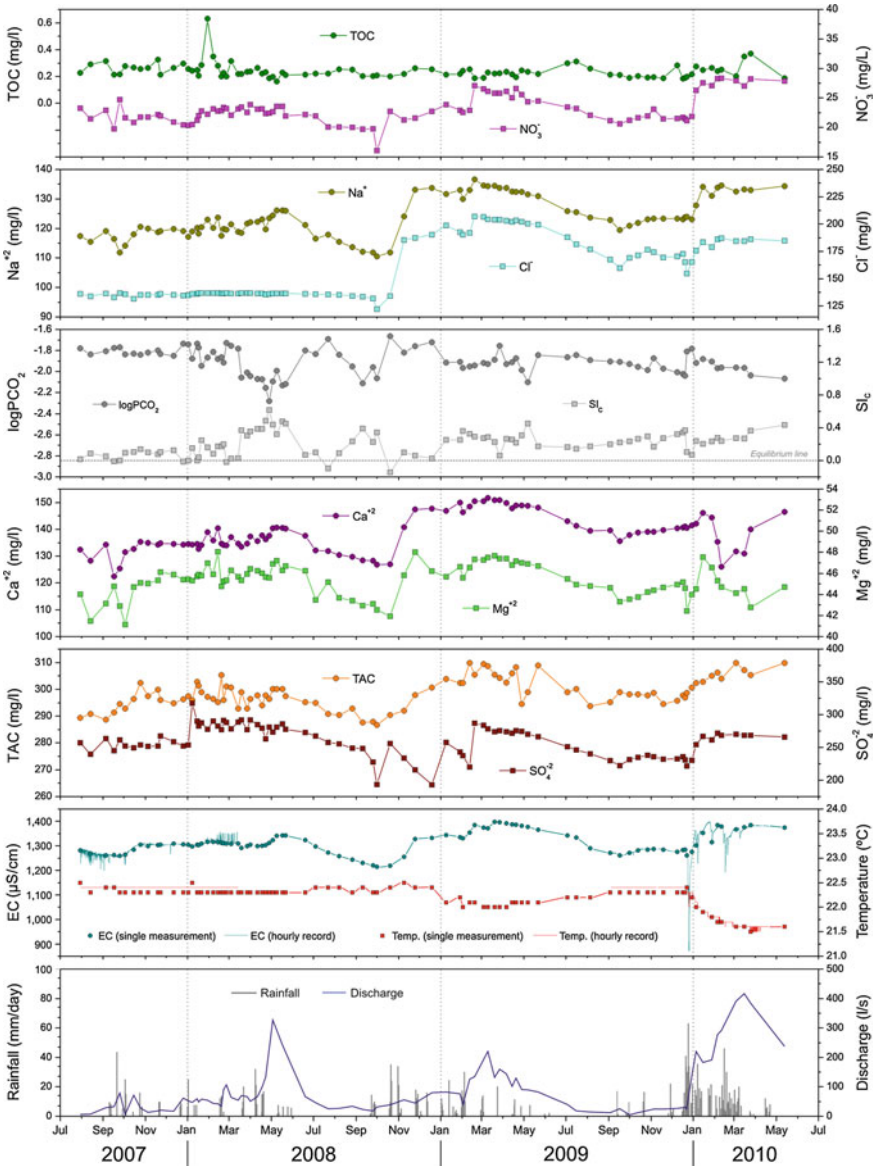 TOC (mg/l)
0.6
0.4
0.2
0.0
TOC
NO₃⁻
40
35
30
25
20
15
NO₃⁻ (mg/L)
Na⁺² (mg/l)
140
130
120
110
100
90
Na⁺
Cl⁻
250
225
200
175
150
125
Cl⁻ (mg/l)
logPCO₂
-1.6
-1.8
-2.0
-2.2
-2.4
-2.6
-2.8
-3.0
logPCO₂
SI꜀
Equilibrium line
1.6
1.2
0.8
0.4
0.0
SI꜀
Ca⁺² (mg/l)
150
140
130
120
110
100
Ca⁺²
Mg⁺²
54
52
50
48
46
44
42
40
Mg⁺² (mg/l)
TAC (mg/l)
310
300
290
280
270
260
TAC
SO₄⁻²
400
350
300
250
200
SO₄⁻² (mg/l)
EC (µS/cm)
1,400
1,300
1,200
1,100
1,000
900
EC (single measurement) EC (hourly record) Temp. (single measurement) Temp. (hourly record)
24.0
23.5
23.0
22.5
22.0
21.5
21.0
Temperature (ºC)
Rainfall (mm/day)
100
80
60
40
20
0
Rainfall Discharge
500
400
300
200
100
0
Discharge (l/s)
Jul Sep Nov Jan Mar May Jul Sep Nov Jan Mar May Jul Sep Nov Jan Mar May Jul
2007 2008 2009 2010